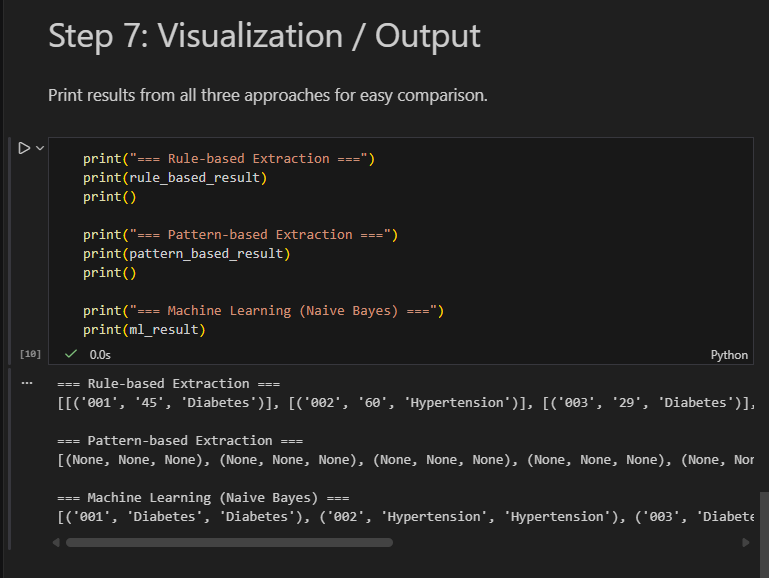 Step 7: Visualization / Output
Print results from all three approaches for easy comparison.
print("=== Rule-based Extraction ===")
print(rule_based_result)
print()
print("=== Pattern-based Extraction ===")
print(pattern_based_result)
print()
print("=== Machine Learning (Naive Bayes) ===")
print(ml_result)
[10]
0.0s
Python
=== Rule-based Extraction ===
[[('001', '45', 'Diabetes')], [('002', '60', 'Hypertension')], [('003', '29', 'Diabetes')],
=== Pattern-based Extraction ===
[(None, None, None), (None, None, None), (None, None, None), (None, None, None), (None, Non
=== Machine Learning (Naive Bayes) ===
[('001', 'Diabetes', 'Diabetes'), ('002', 'Hypertension', 'Hypertension'), ('003', 'Diabete